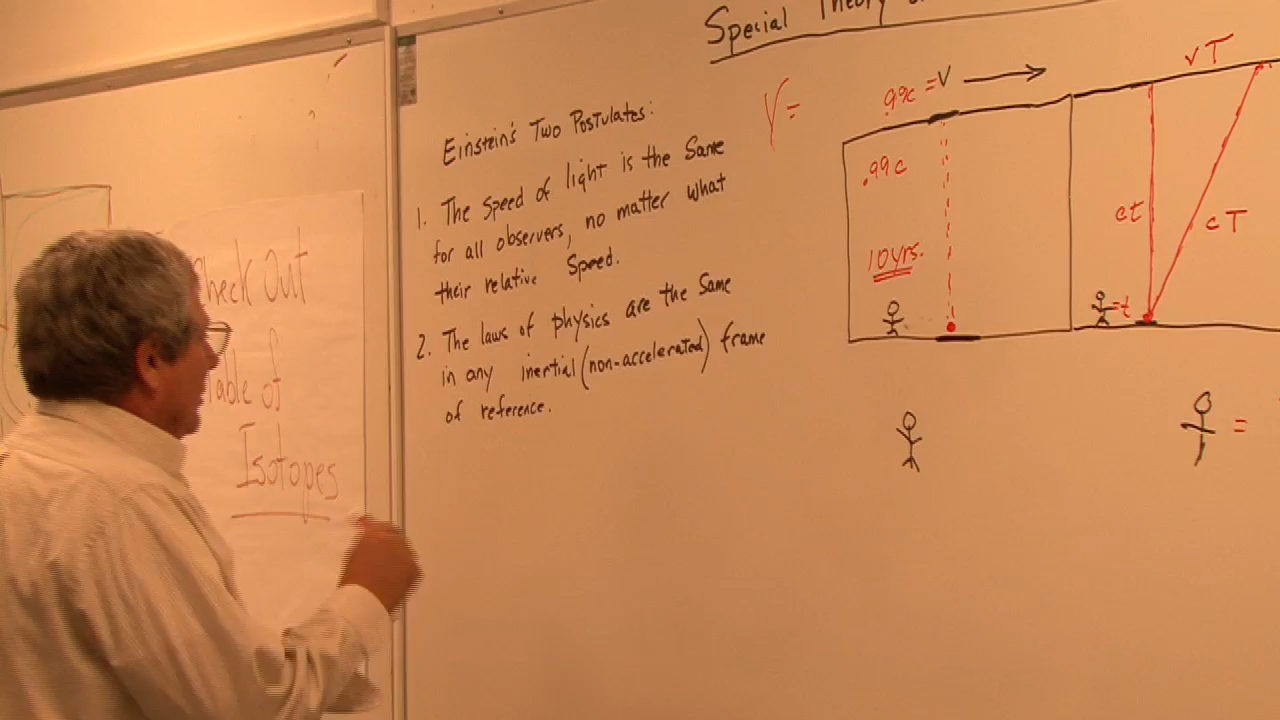 Special Theory
Einstein's Two Postulates:
1. The speed of light is the Same
for all observers, no matter what
their relative Speed.
2. The laws of physics are the Same
in any inertial (non-accelerated) frame
of reference.
Check Out
Table of
Isotopes
γ =
.99c = V
.99c
10yrs.
vT
ct
cT
=t
=